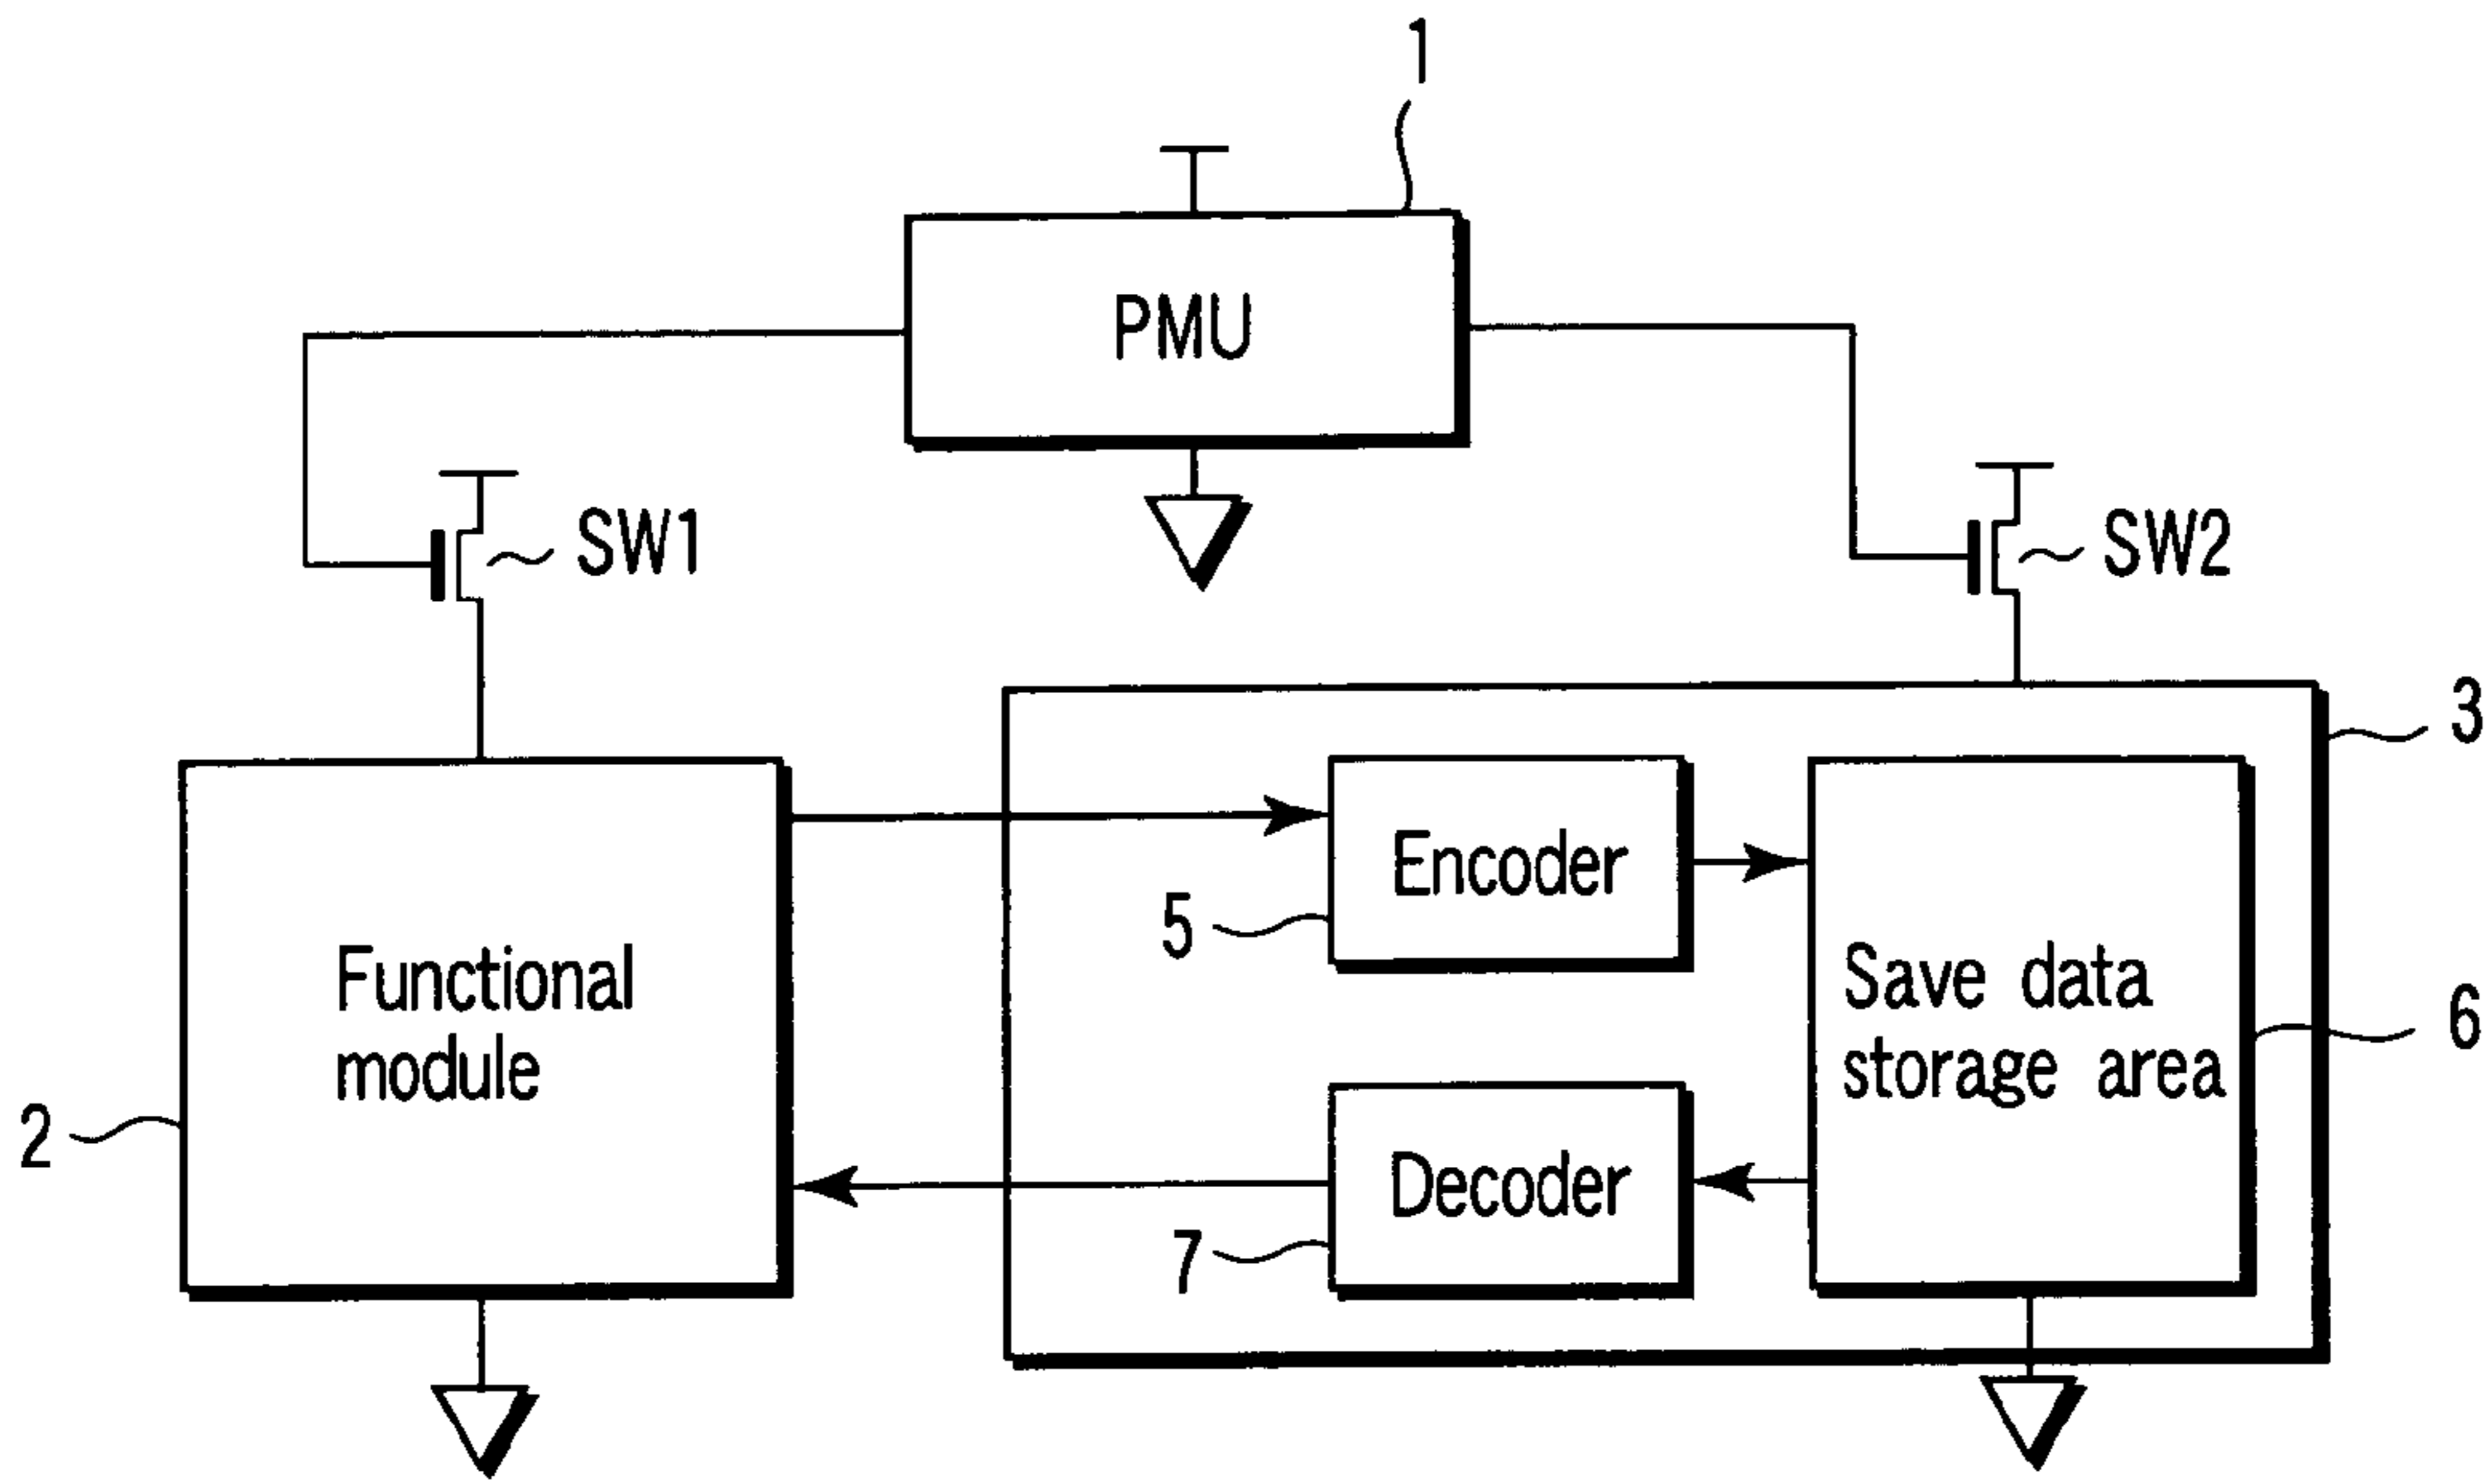 1
PMU
SW1
SW2
3
Encoder
5
Functional
module
Save data
storage area
6
2
Decoder
7